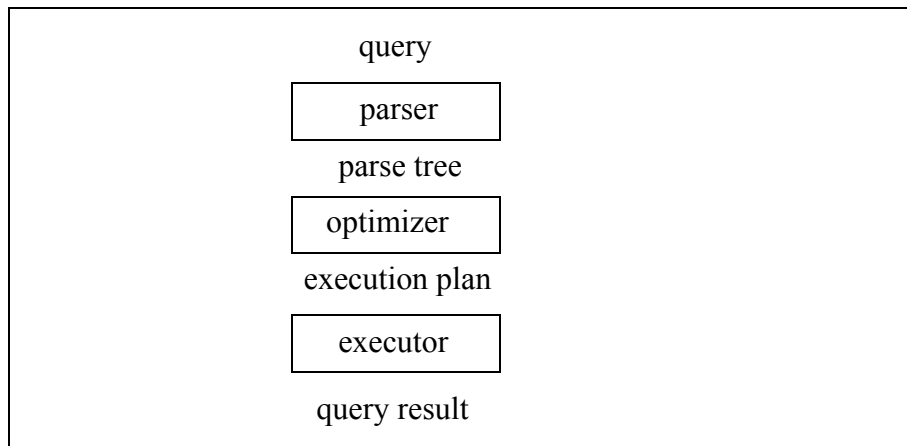 query
parser
parse tree
optimizer
execution plan
executor
query result